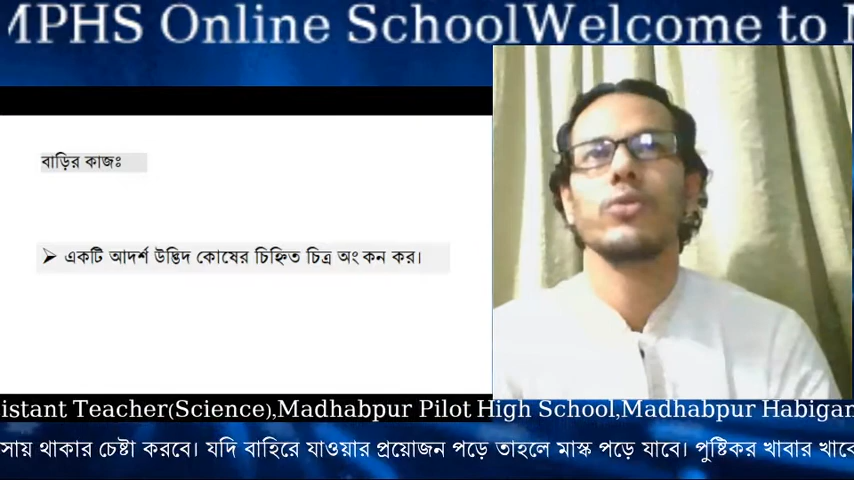 MPHS Online SchoolWelcome to
বাড়ির কাজঃ
➢ একটি আদর্শ উদ্ভিদ কোষের চিহ্নিত চিত্র অংকন কর।
istant Teacher(Science),Madhabpur Pilot High School,Madhabpur Habigan
সায় থাকার চেষ্টা করবে। যদি বাহিরে যাওয়ার প্রয়োজন পড়ে তাহলে মাস্ক পড়ে যাবে। পুষ্টিকর খাবার খাবে